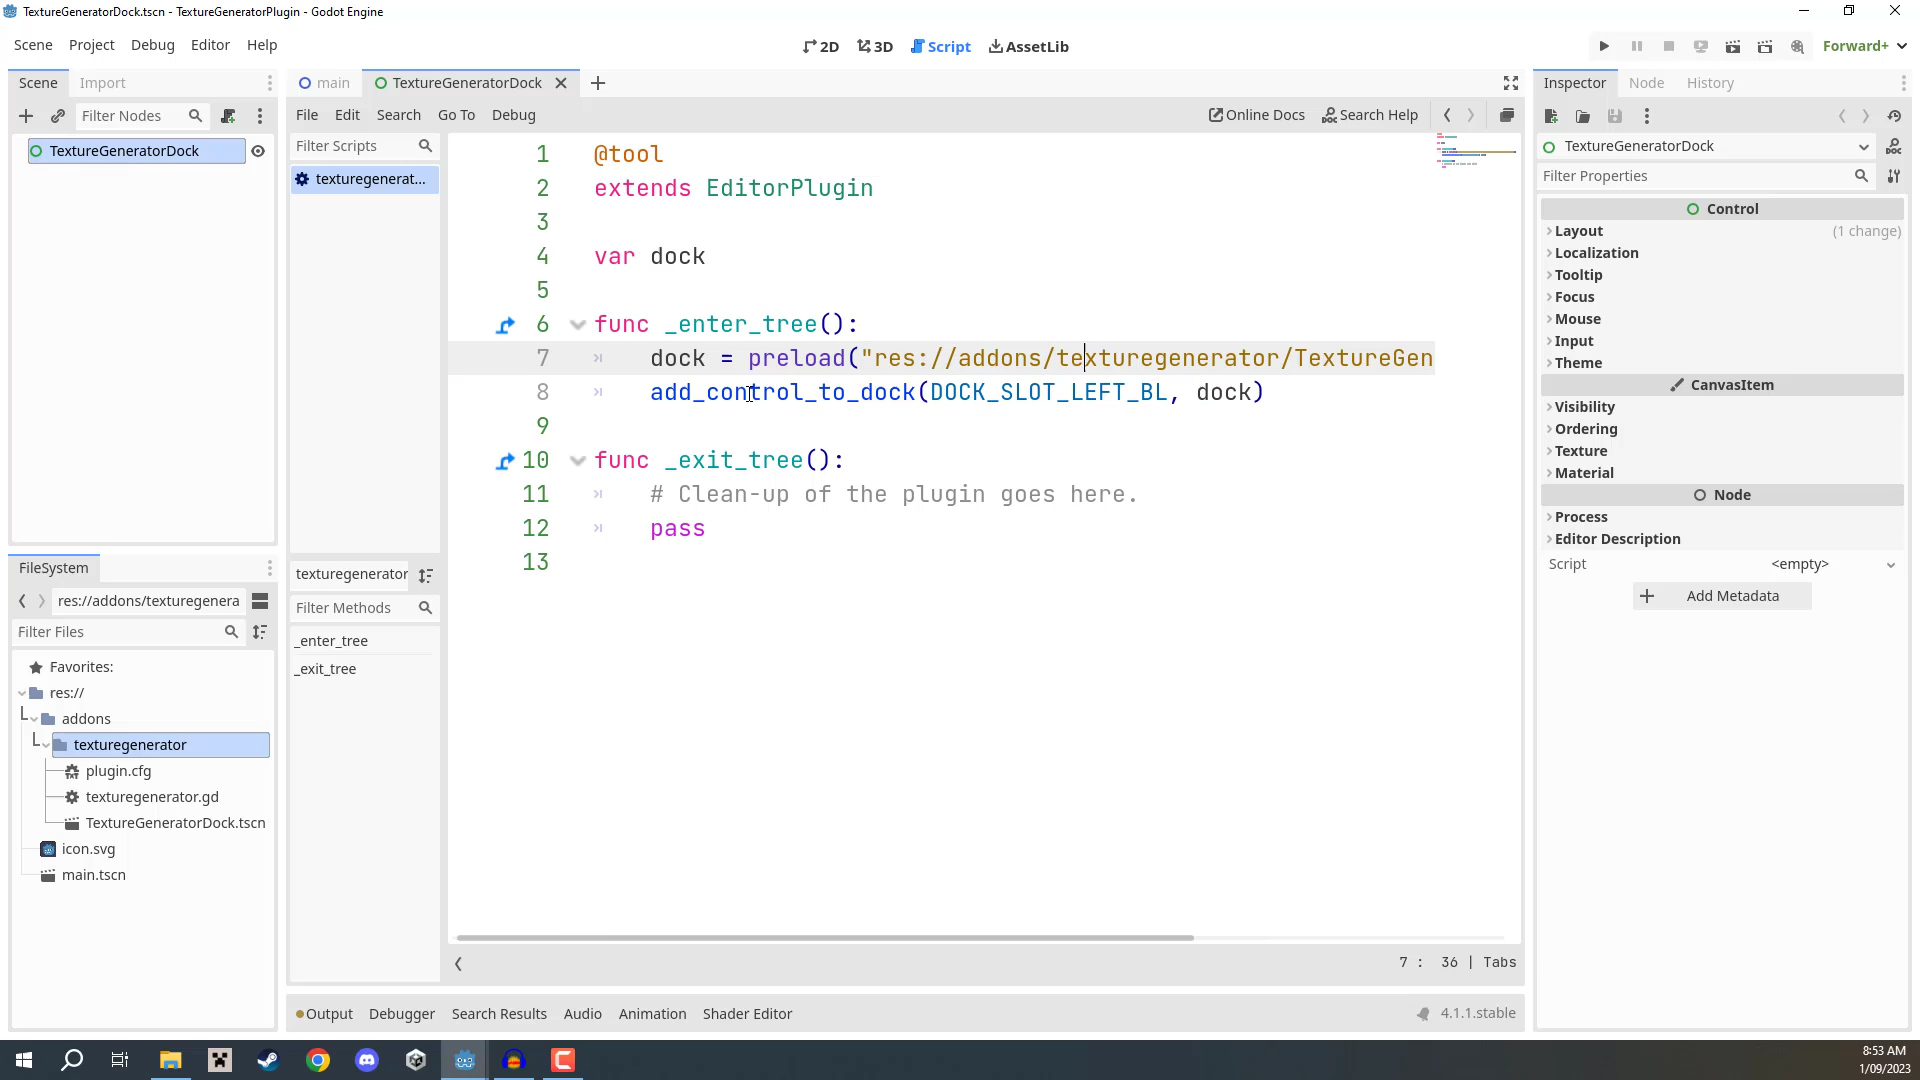 TextureGeneratorDock.tscn - TextureGeneratorPlugin - Godot Engine
Scene Project Debug Editor Help
2D 3D Script AssetLib
Forward+
Scene Import
main TextureGeneratorDock
Inspector Node History
Filter Nodes
File Edit Search Go To Debug
Online Docs Search Help
TextureGeneratorDock
Filter Scripts
texturegenerat...
1 @tool
2 extends EditorPlugin
3
4 var dock
5
6 func _enter_tree():
7 dock = preload("res://addons/texturegenerator/TextureGen
8 add_control_to_dock(DOCK_SLOT_LEFT_BL, dock)
9
10 func _exit_tree():
11 # Clean-up of the plugin goes here.
12 pass
13
texturegenerator
Filter Methods
_enter_tree
_exit_tree
7 : 36 | Tabs
Output Debugger Search Results Audio Animation Shader Editor
4.1.1.stable
FileSystem
res://addons/texturegenera
Filter Files
Favorites:
res://
addons
texturegenerator
plugin.cfg
texturegenerator.gd
TextureGeneratorDock.tscn
icon.svg
main.tscn
TextureGeneratorDock
Filter Properties
Control
Layout (1 change)
Localization
Tooltip
Focus
Mouse
Input
Theme
CanvasItem
Visibility
Ordering
Texture
Material
Node
Process
Editor Description
Script <empty>
Add Metadata
8:53 AM
1/09/2023